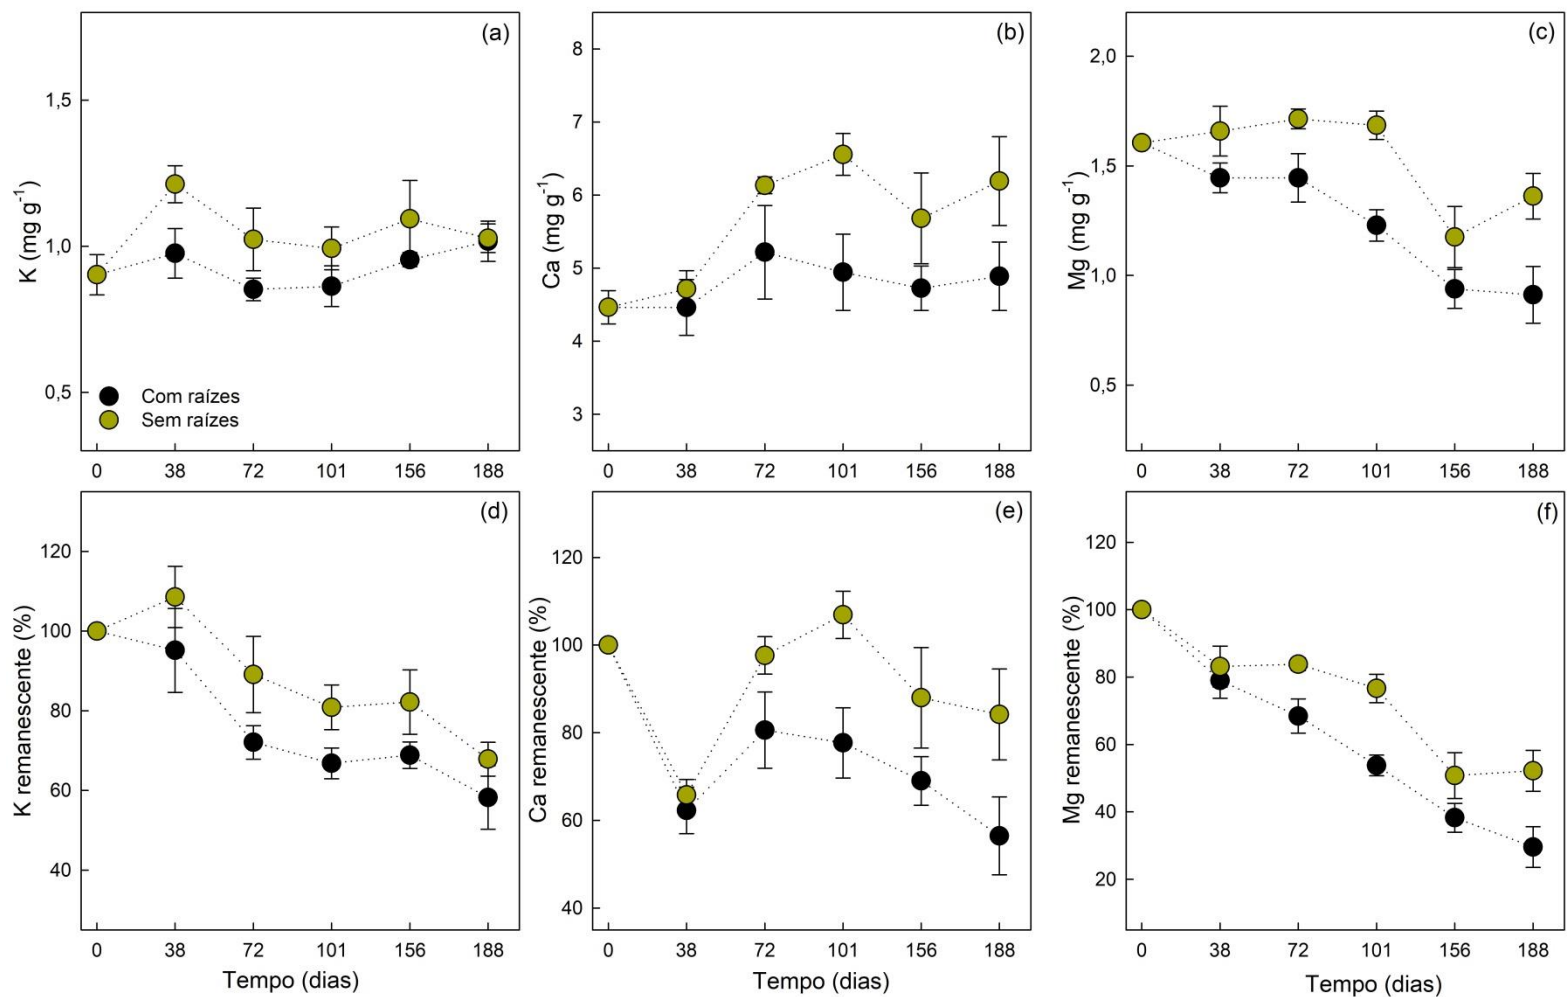 (a)
K (mg g-1)
1,5
1,0
0,5
Com raízes
Sem raízes
0 38 72 101 156 188
(b)
Ca (mg g-1)
8
7
6
5
4
3
0 38 72 101 156 188
(c)
Mg (mg g-1)
2,0
1,5
1,0
0,5
0 38 72 101 156 188
(d)
K remanescente (%)
120
100
80
60
40
0 38 72 101 156 188
Tempo (dias)
(e)
Ca remanescente (%)
120
100
80
60
40
0 38 72 101 156 188
Tempo (dias)
(f)
Mg remanescente (%)
120
100
80
60
40
20
0 38 72 101 156 188
Tempo (dias)